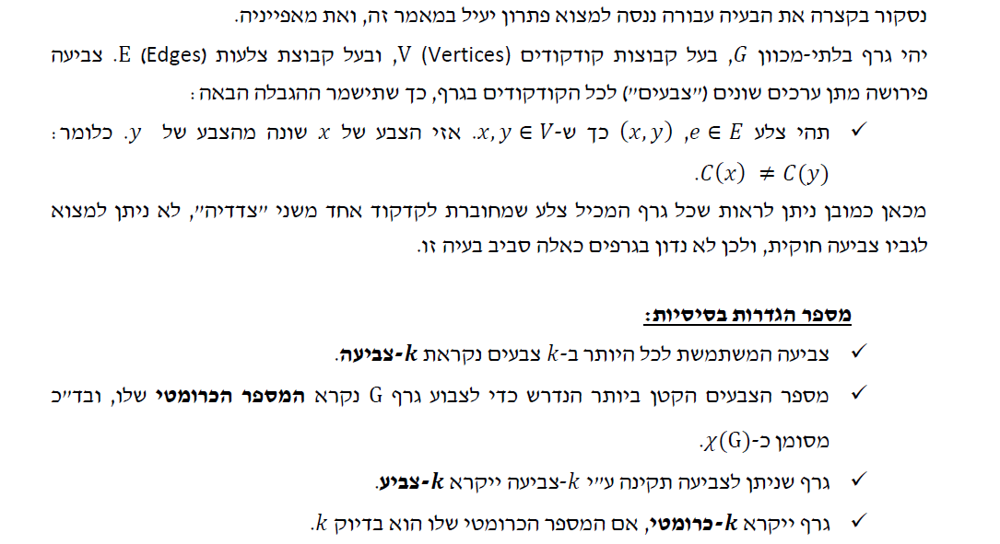 נסקור בקצרה את הבעיה עבורה ננסה למצוא פתרון יעיל במאמר זה, ואת מאפייניה.
יהי גרף בלתי-מכוון G, בעל קבוצות קודקודים V (Vertices), ובעל קבוצת צלעות E (Edges). צביעה
פירושה מתן ערכים שונים ("צבעים") לכל הקודקודים בגרף, כך שתישמר ההגבלה הבאה:
✓ תהי צלע e ∈ E, (x, y) כך ש-x, y ∈ V. אזי הצבע של x שונה מהצבע של y. כלומר:
C(x) ≠ C(y).
מכאן כמובן ניתן לראות שכל גרף המכיל צלע שמחוברת לקדקוד אחד משני "צדדיה", לא ניתן למצוא
לגביו צביעה חוקית, ולכן לא נדון בגרפים כאלה סביב בעיה זו.
מספר הגדרות בסיסיות:
✓ צביעה המשתמשת לכל היותר ב-k צבעים נקראת k-צביעה.
✓ מספר הצבעים הקטן ביותר הנדרש כדי לצבוע גרף G נקרא המספר הכרומטי שלו, ובד"כ
מסומן כ-χ(G).
✓ גרף שניתן לצביעה תקינה ע"י k-צביעה ייקרא k-צביע.
✓ גרף ייקרא k-כרומטי, אם המספר הכרומטי שלו הוא בדיוק k.